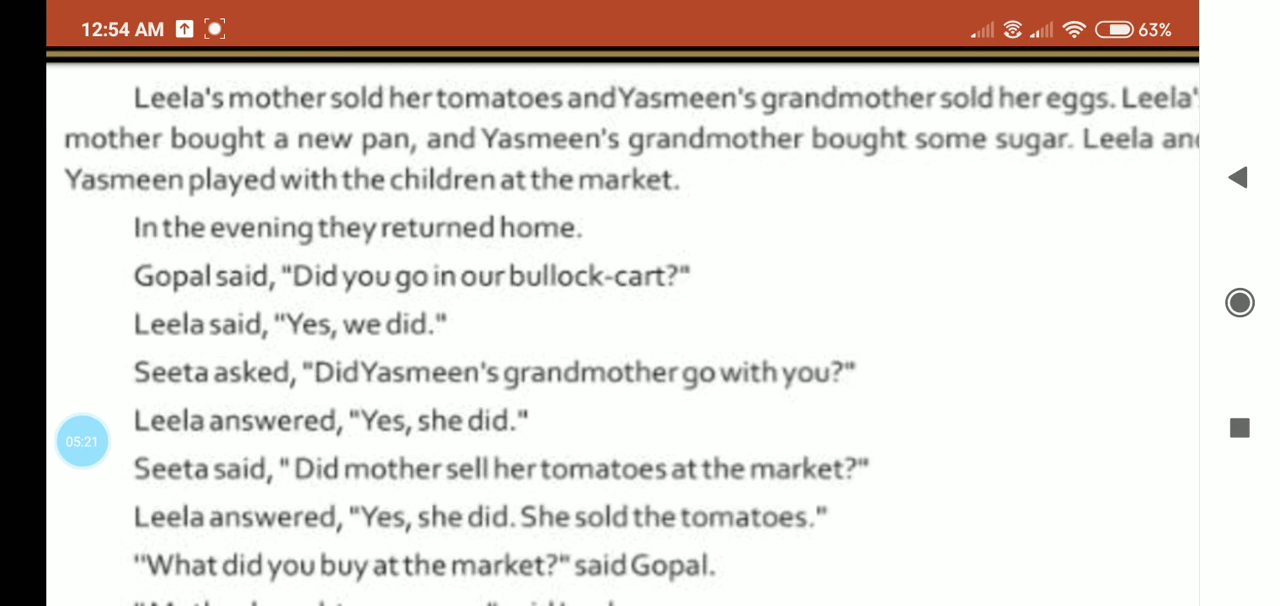 12:54 AM
63%
Leela's mother sold her tomatoes and Yasmeen's grandmother sold her eggs. Leela'
mother bought a new pan, and Yasmeen's grandmother bought some sugar. Leela an
Yasmeen played with the children at the market.
In the evening they returned home.
Gopal said, "Did you go in our bullock-cart?"
Leela said, "Yes, we did."
Seeta asked, "Did Yasmeen's grandmother go with you?"
Leela answered, "Yes, she did."
05:21
Seeta said, " Did mother sell her tomatoes at the market?"
Leela answered, "Yes, she did. She sold the tomatoes."
"What did you buy at the market?" said Gopal.